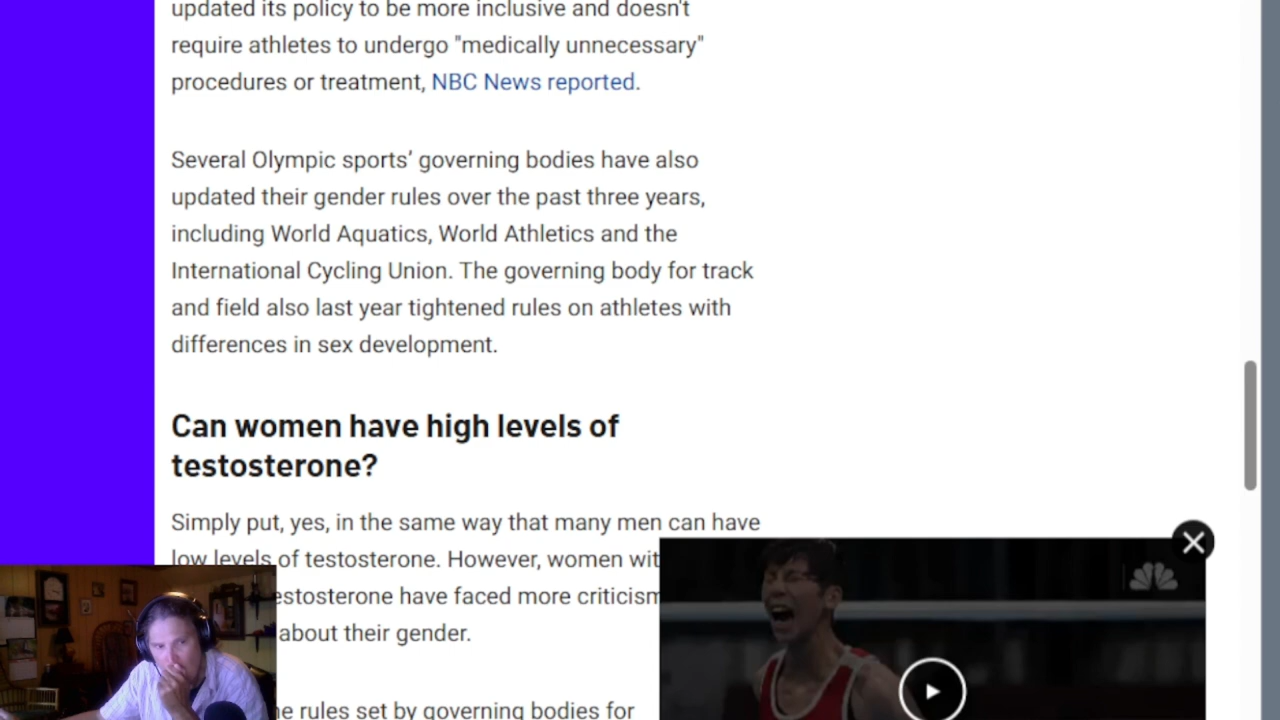 updated its policy to be more inclusive and doesn't
require athletes to undergo "medically unnecessary"
procedures or treatment, NBC News reported.
Several Olympic sports’ governing bodies have also
updated their gender rules over the past three years,
including World Aquatics, World Athletics and the
International Cycling Union. The governing body for track
and field also last year tightened rules on athletes with
differences in sex development.
Can women have high levels of
testosterone?
Simply put, yes, in the same way that many men can have
low levels of testosterone. However, women
estosterone have faced more criticism
about their gender.
rules set by governing bodies for